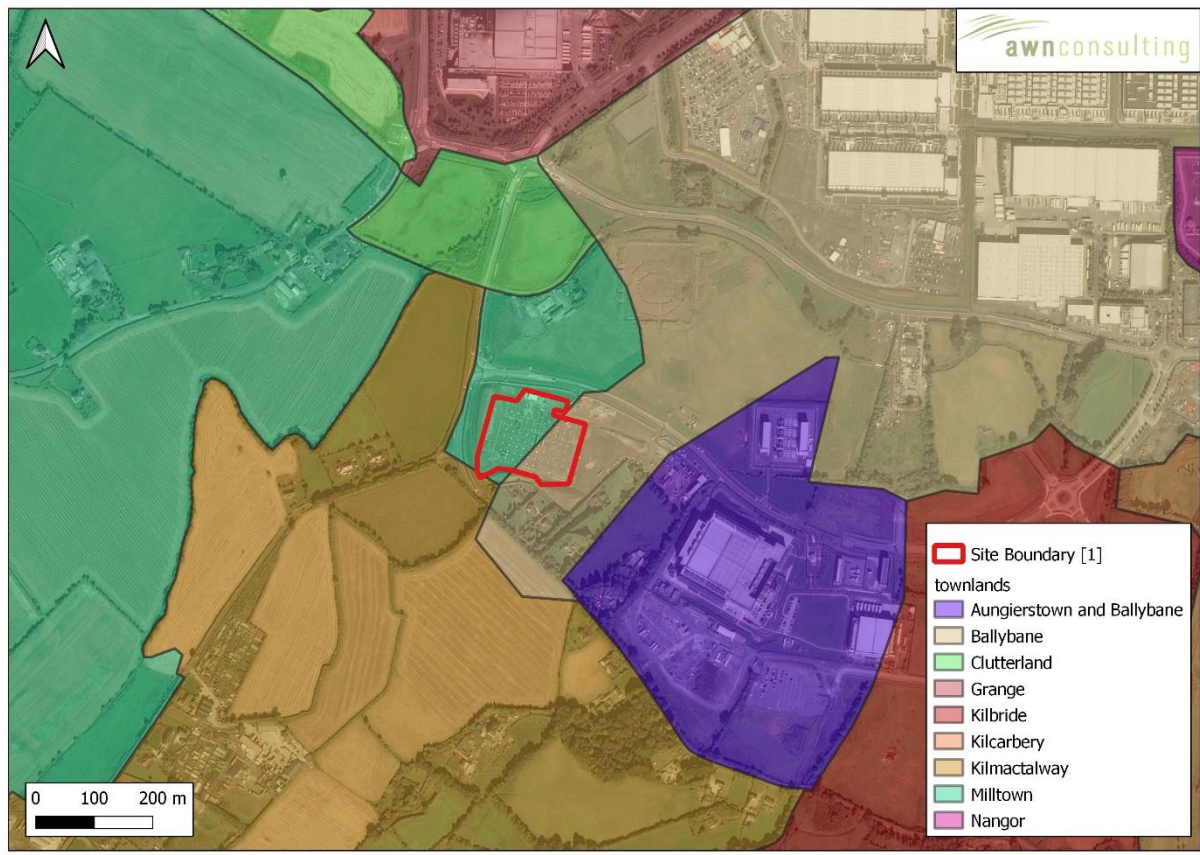 awnconsulting
Site Boundary [1]
townlands
Aungierstown and Ballybane
Ballybane
Clutterland
Grange
Kilbride
Kilcarbery
Kilmactalway
Milltown
Nangor
0 100 200 m